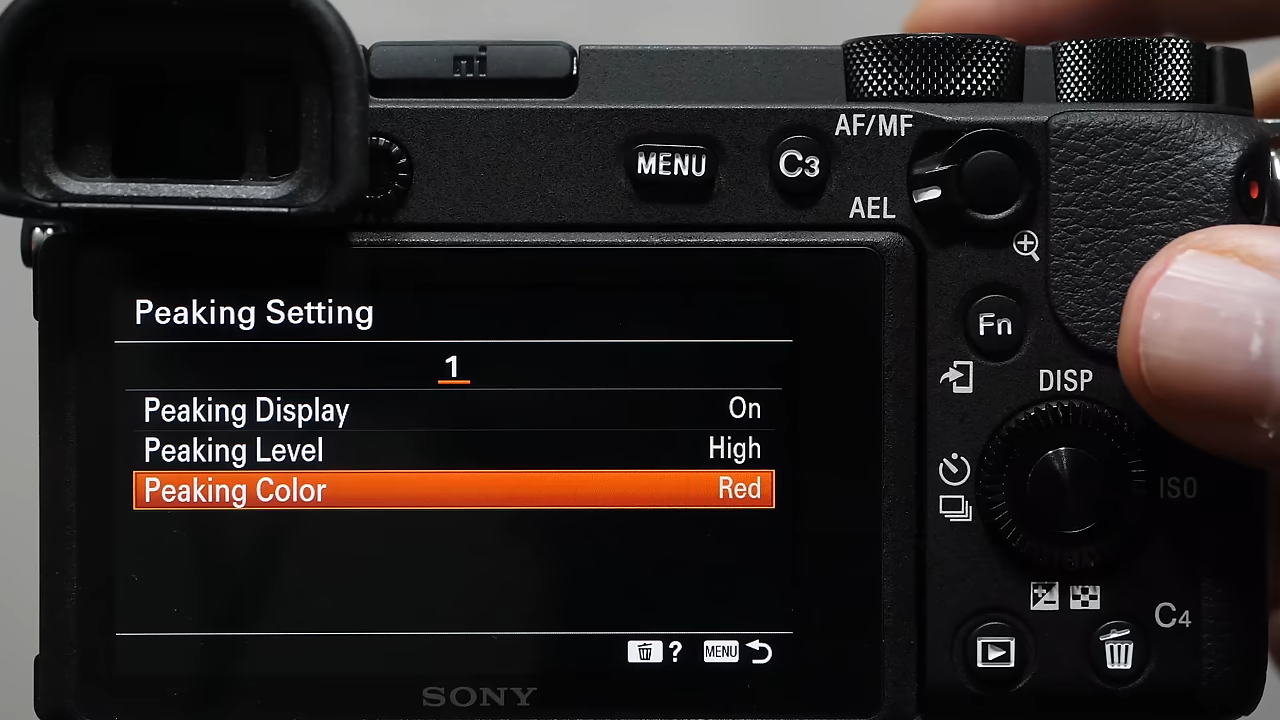 mi
MENU
C3
AF/MF
AEL
Peaking Setting
1
Peaking Display On
Peaking Level High
Peaking Color Red
? MENU
Fn
DISP
ISO
C4
SONY